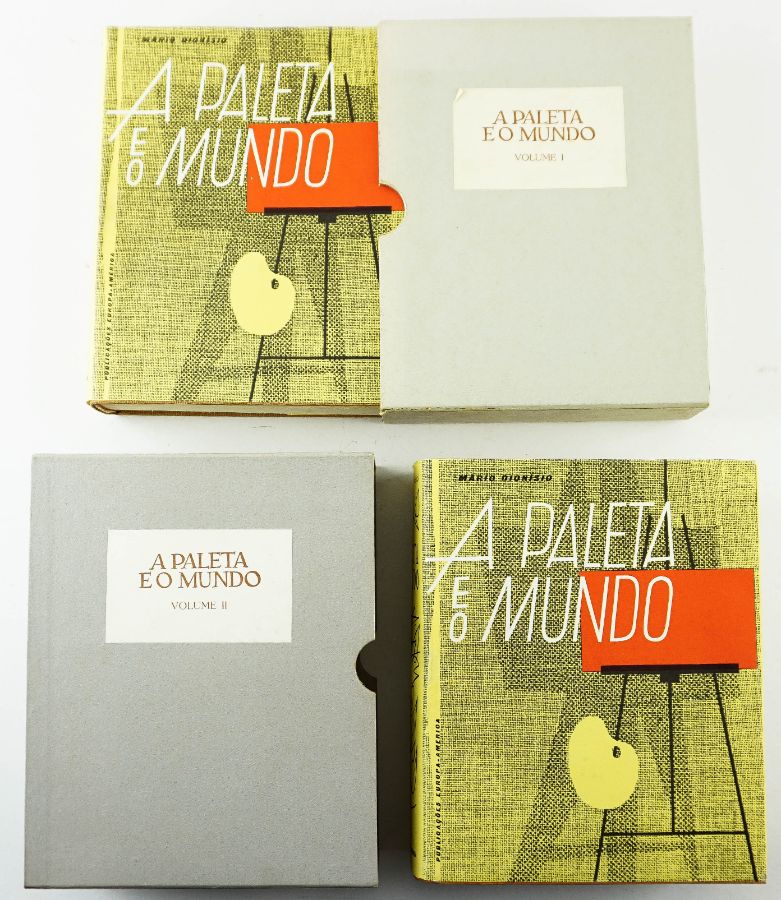 MÁRIO DIONÍSIO
A PALETA
E O MUNDO
PUBLICAÇÕES EUROPA-AMÉRICA
A PALETA
E O MUNDO
VOLUME I
A PALETA
E O MUNDO
VOLUME II
MÁRIO DIONÍSIO
A PALETA
E O MUNDO
PUBLICAÇÕES EUROPA-AMÉRICA